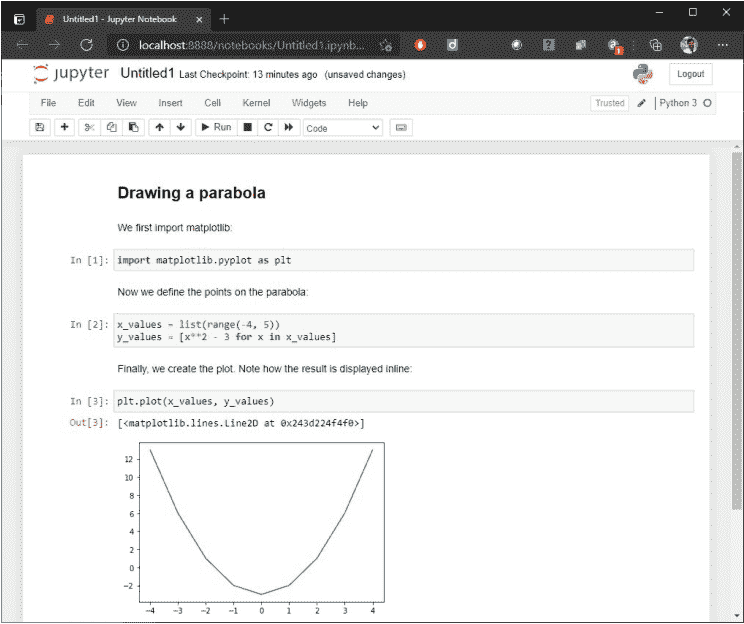 Untitled1 - Jupyter Notebook
localhost:8888/notebooks/Untitled1.ipynb...
jupyter Untitled1 Last Checkpoint: 13 minutes ago (unsaved changes)
Logout
File Edit View Insert Cell Kernel Widgets Help
Trusted Python 3
Run Code
Drawing a parabola
We first import matplotlib:
In [1]: import matplotlib.pyplot as plt
Now we define the points on the parabola:
In [2]: x_values = list(range(-4, 5))
y_values = [x**2 - 3 for x in x_values]
Finally, we create the plot. Note how the result is displayed inline:
In [3]: plt.plot(x_values, y_values)
Out[3]: [<matplotlib.lines.Line2D at 0x243d224f4f0>]
12
10
8
6
4
2
0
−2
−4 −3 −2 −1 0 1 2 3 4